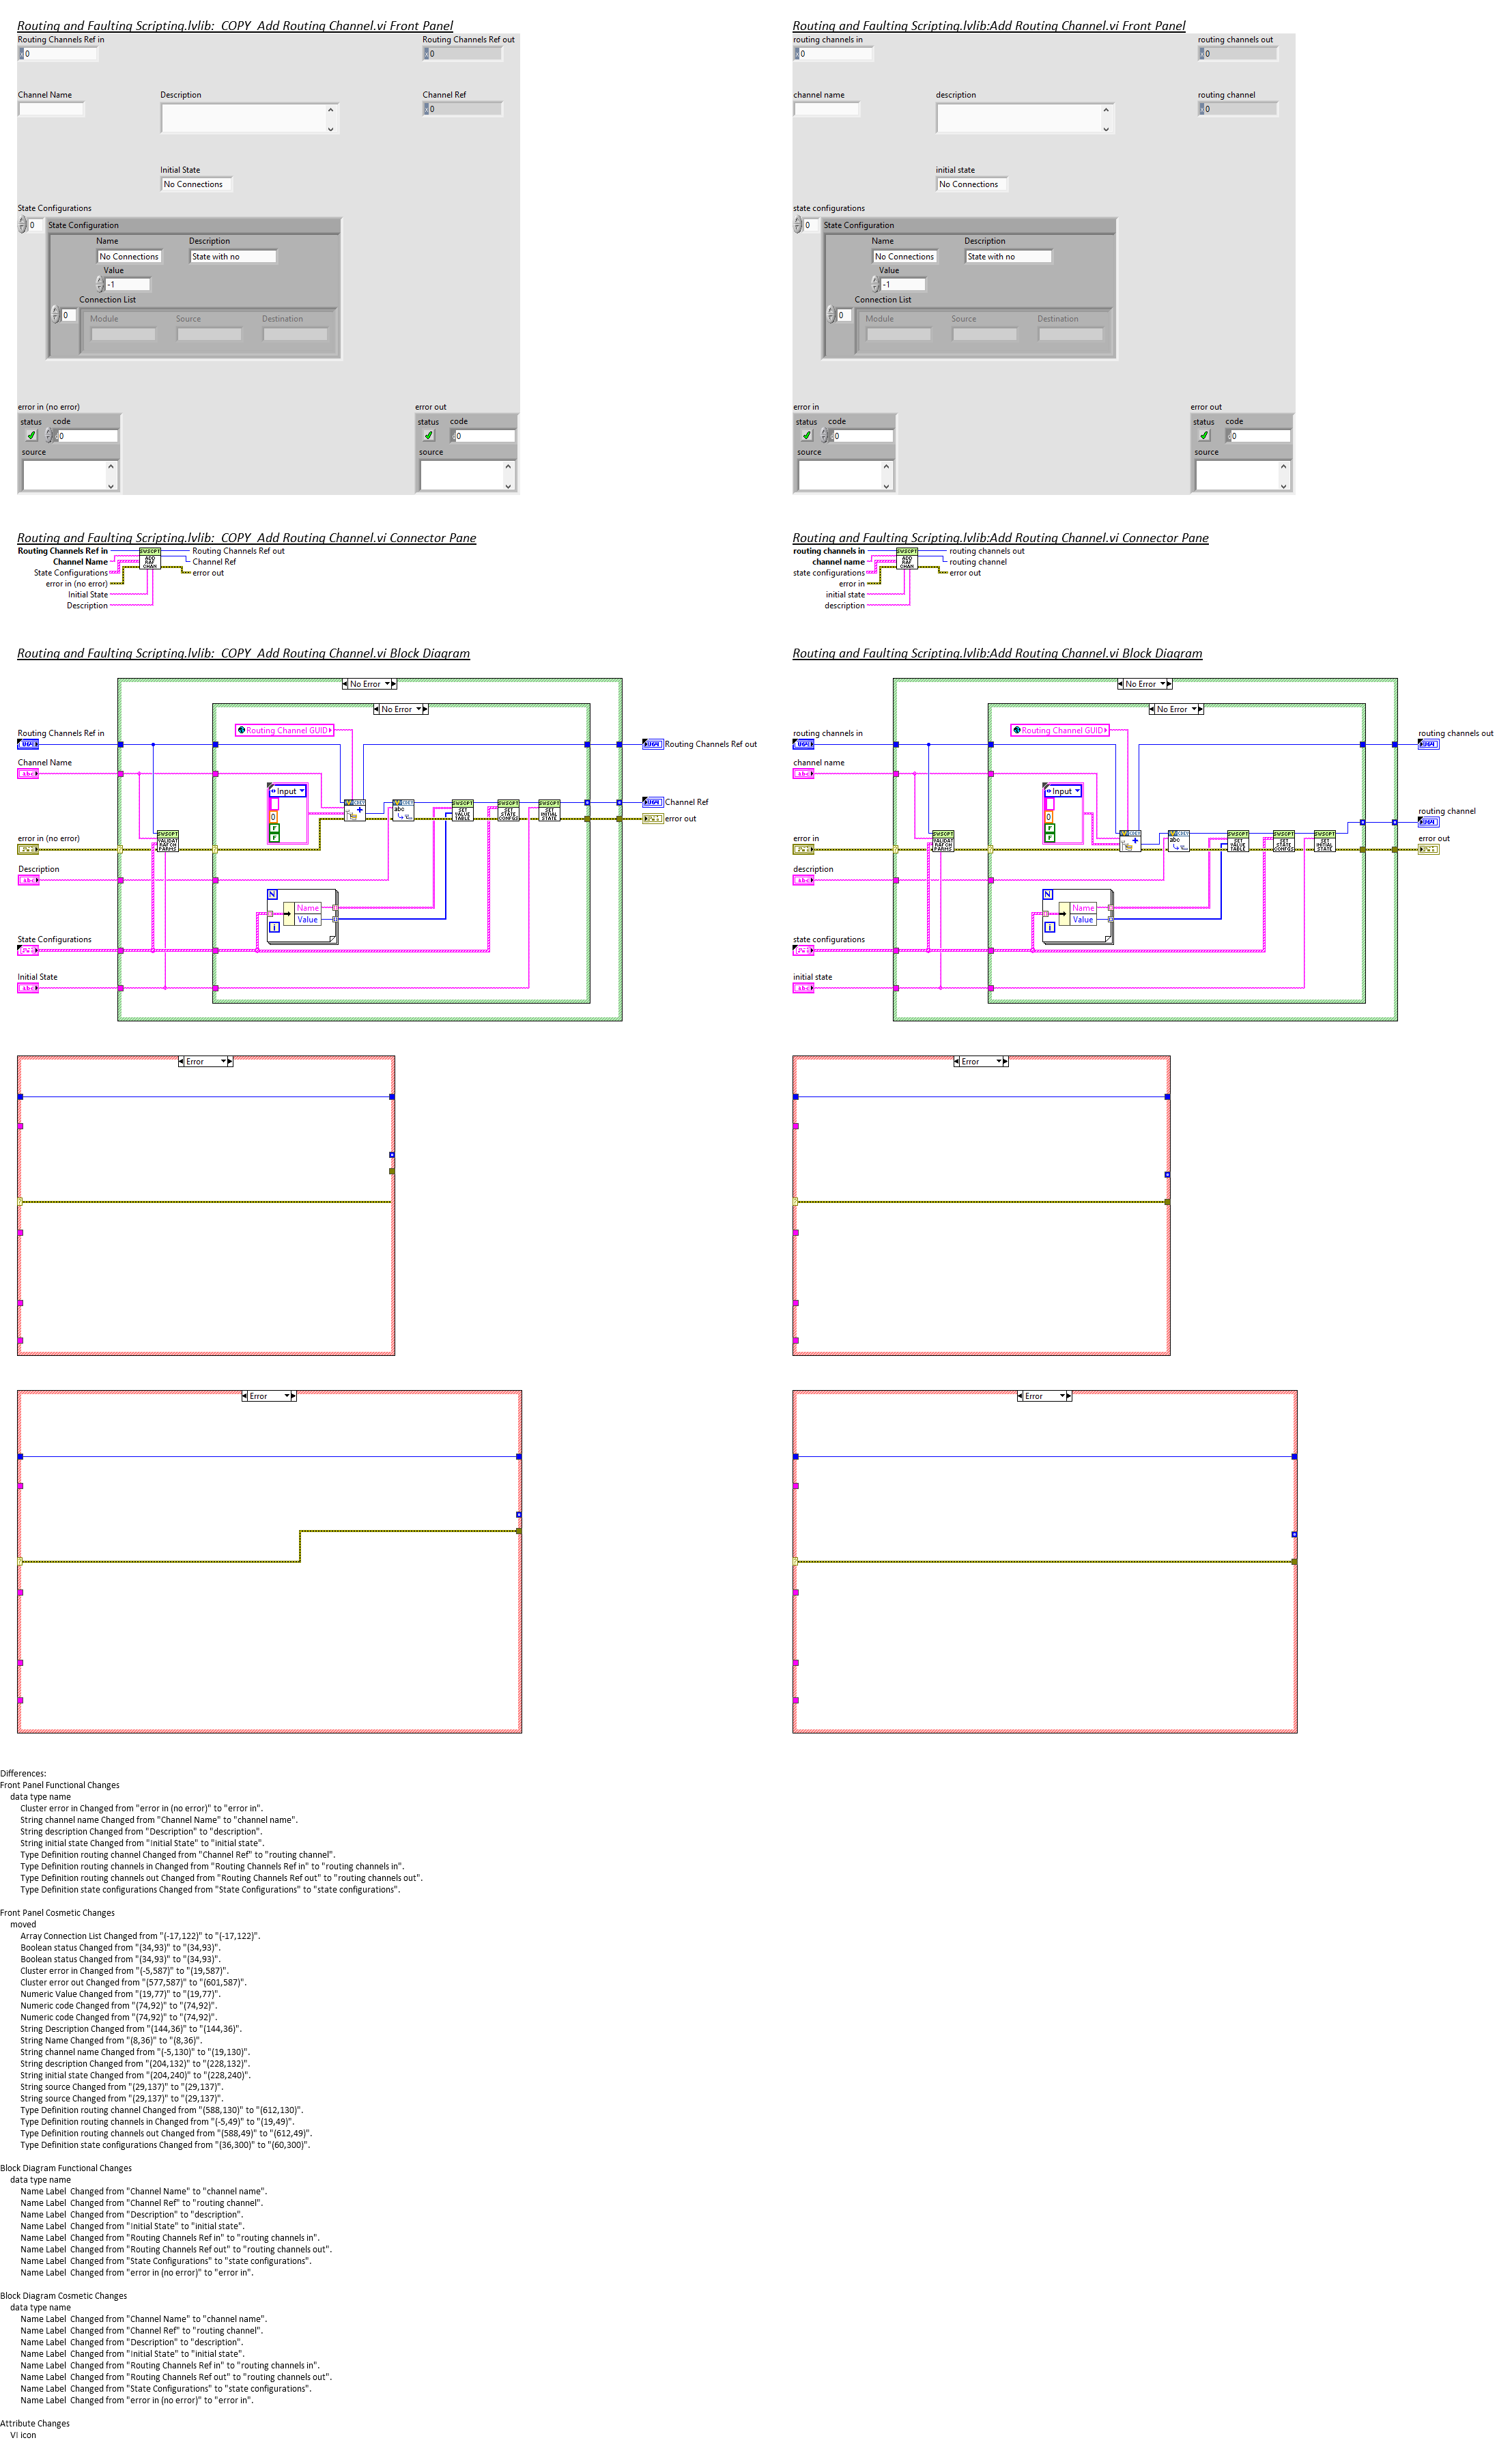 Routing and Faulting Scripting.lvlib:_COPY_Add Routing Channel.vi Front Panel
Routing Channels Ref in
Routing Channels Ref out
0
0
Channel Name
Description
Channel Ref
0
Initial State
No Connections
State Configurations
0
State Configuration
Name
Description
No Connections
State with no
Value
-1
Connection List
0
Module
Source
Destination
error in (no error)
error out
status
code
status
code
0
0
source
source
Routing and Faulting Scripting.lvlib:Add Routing Channel.vi Front Panel
routing channels in
routing channels out
0
0
channel name
description
routing channel
0
initial state
No Connections
state configurations
0
State Configuration
Name
Description
No Connections
State with no
Value
-1
Connection List
0
Module
Source
Destination
error in
error out
status
code
status
code
0
0
source
source
Routing and Faulting Scripting.lvlib:_COPY_Add Routing Channel.vi Connector Pane
Routing Channels Ref in
Channel Name
State Configurations
error in (no error)
Initial State
Description
SWSOPT
ADD
Routing Channels Ref out
Channel Ref
error out
Routing and Faulting Scripting.lvlib:Add Routing Channel.vi Connector Pane
routing channels in
channel name
state configurations
error in
initial state
description
SWSOPT
ADD
routing channels out
routing channel
error out
Routing and Faulting Scripting.lvlib:_COPY_Add Routing Channel.vi Block Diagram
No Error
No Error
Routing Channels Ref in
Routing Channel GUID
Routing Channels Ref out
Channel Name
Input
0
F
F
abc
SWSOPT
SET VALUE TABLE
SWSOPT
SET STATE CONFGS
SWSOPT
SET INITIAL STATE
Channel Ref
error out
error in (no error)
SWSOPT
Description
N
Name
Value
i
State Configurations
Initial State
Error
Error
Routing and Faulting Scripting.lvlib:Add Routing Channel.vi Block Diagram
No Error
No Error
routing channels in
Routing Channel GUID
routing channels out
channel name
Input
0
F
F
routing channel
error in
SWSOPT
abc
SWSOPT
SET VALUE TABLE
SWSOPT
SET STATE CONFGS
SWSOPT
SET INITIAL STATE
error out
description
N
Name
Value
i
state configurations
initial state
Error
Error
Differences:
Front Panel Functional Changes
data type name
Cluster error in Changed from "error in (no error)" to "error in".
String channel name Changed from "Channel Name" to "channel name".
String description Changed from "Description" to "description".
String initial state Changed from "Initial State" to "initial state".
Type Definition routing channel Changed from "Channel Ref" to "routing channel".
Type Definition routing channels in Changed from "Routing Channels Ref in" to "routing channels in".
Type Definition routing channels out Changed from "Routing Channels Ref out" to "routing channels out".
Type Definition state configurations Changed from "State Configurations" to "state configurations".
Front Panel Cosmetic Changes
moved
Array Connection List Changed from "(-17,122)" to "(-17,122)".
Boolean status Changed from "(34,93)" to "(34,93)".
Boolean status Changed from "(34,93)" to "(34,93)".
Cluster error in Changed from "(-5,587)" to "(19,587)".
Cluster error out Changed from "(577,587)" to "(601,587)".
Numeric Value Changed from "(19,77)" to "(19,77)".
Numeric code Changed from "(74,92)" to "(74,92)".
Numeric code Changed from "(74,92)" to "(74,92)".
String Description Changed from "(144,36)" to "(144,36)".
String Name Changed from "(8,36)" to "(8,36)".
String channel name Changed from "(-5,130)" to "(19,130)".
String description Changed from "(204,132)" to "(228,132)".
String initial state Changed from "(204,240)" to "(228,240)".
String source Changed from "(29,137)" to "(29,137)".
String source Changed from "(29,137)" to "(29,137)".
Type Definition routing channel Changed from "(588,130)" to "(612,130)".
Type Definition routing channels in Changed from "(-5,49)" to "(19,49)".
Type Definition routing channels out Changed from "(588,49)" to "(612,49)".
Type Definition state configurations Changed from "(36,300)" to "(60,300)".
Block Diagram Functional Changes
data type name
Name Label  Changed from "Channel Name" to "channel name".
Name Label  Changed from "Channel Ref" to "routing channel".
Name Label  Changed from "Description" to "description".
Name Label  Changed from "Initial State" to "initial state".
Name Label  Changed from "Routing Channels Ref in" to "routing channels in".
Name Label  Changed from "Routing Channels Ref out" to "routing channels out".
Name Label  Changed from "State Configurations" to "state configurations".
Name Label  Changed from "error in (no error)" to "error in".
Block Diagram Cosmetic Changes
data type name
Name Label  Changed from "Channel Name" to "channel name".
Name Label  Changed from "Channel Ref" to "routing channel".
Name Label  Changed from "Description" to "description".
Name Label  Changed from "Initial State" to "initial state".
Name Label  Changed from "Routing Channels Ref in" to "routing channels in".
Name Label  Changed from "Routing Channels Ref out" to "routing channels out".
Name Label  Changed from "State Configurations" to "state configurations".
Name Label  Changed from "error in (no error)" to "error in".
Attribute Changes
VI icon